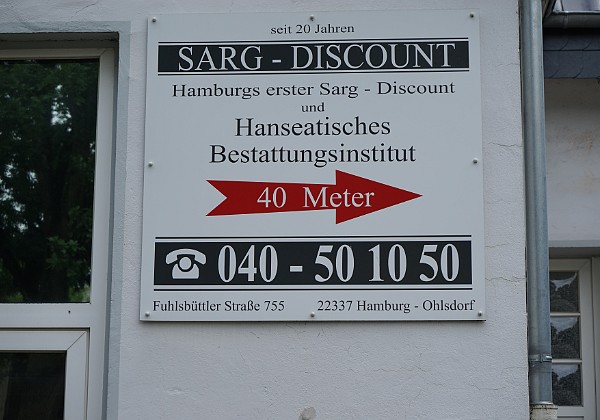 seit 20 Jahren
SARG - DISCOUNT
Hamburgs erster Sarg - Discount
und
Hanseatisches
Bestattungsinstitut
40 Meter
040 - 50 10 50
Fuhlsbüttler Straße 755 22337 Hamburg - Ohlsdorf